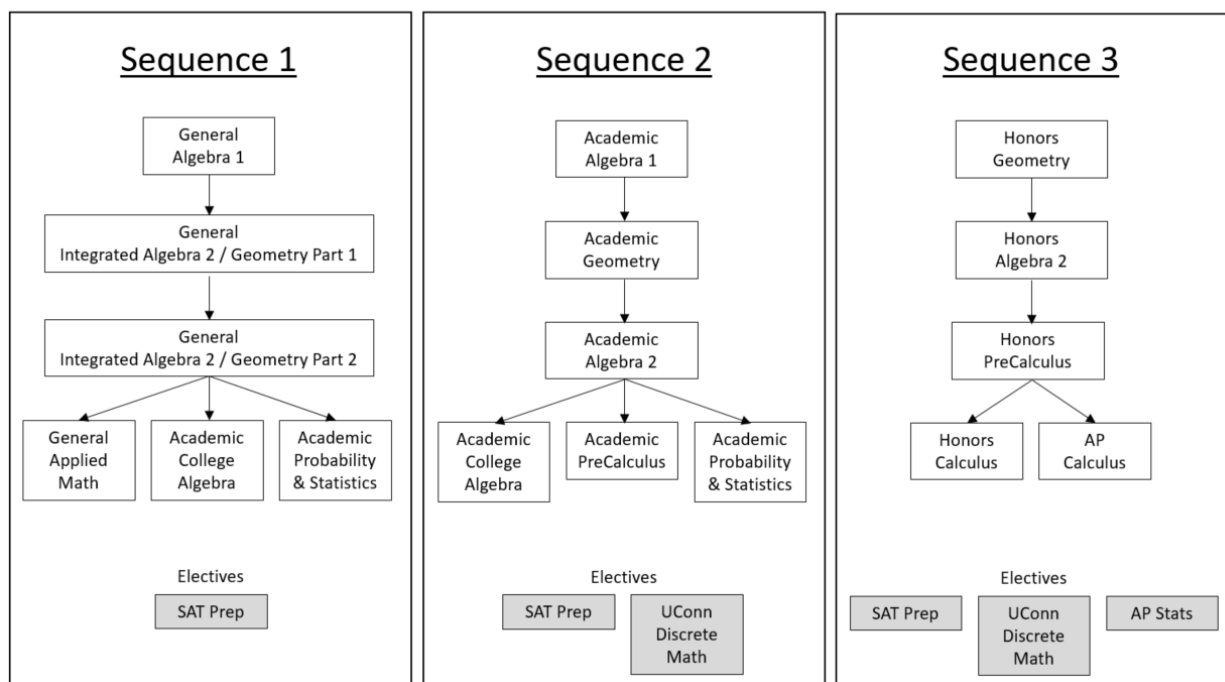 Sequence 1
General
Algebra 1
General
Integrated Algebra 2 / Geometry Part 1
General
Integrated Algebra 2 / Geometry Part 2
General
Applied
Math
Academic
College
Algebra
Academic
Probability
& Statistics
Electives
SAT Prep
Sequence 2
Academic
Algebra 1
Academic
Geometry
Academic
Algebra 2
Academic
College
Algebra
Academic
PreCalculus
Academic
Probability
& Statistics
Electives
SAT Prep
UConn
Discrete
Math
Sequence 3
Honors
Geometry
Honors
Algebra 2
Honors
PreCalculus
Honors
Calculus
AP
Calculus
Electives
SAT Prep
UConn
Discrete
Math
AP Stats